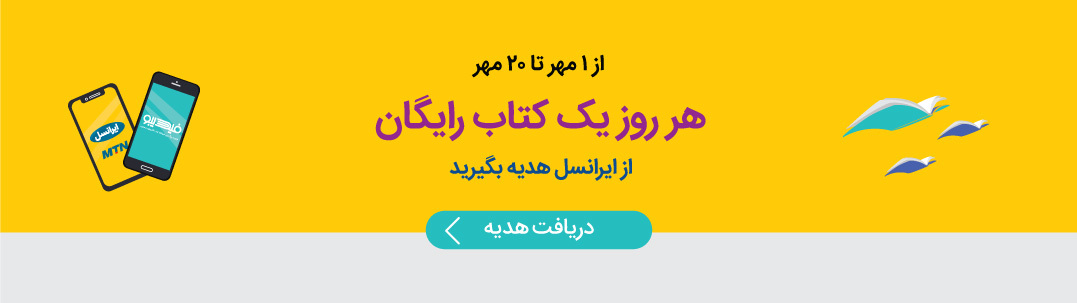 از ۱ مهر تا ۲۰ مهر
هر روز یک کتاب رایگان
از ایرانسل هدیه بگیرید
دریافت هدیه
ایرانسل
MTN
فیدیبو